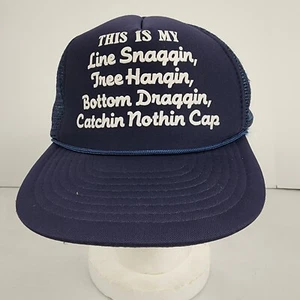 THIS IS MY
Line Snaggin,
Tree Hangin,
Bottom Draggin,
Catchin Nothin Cap